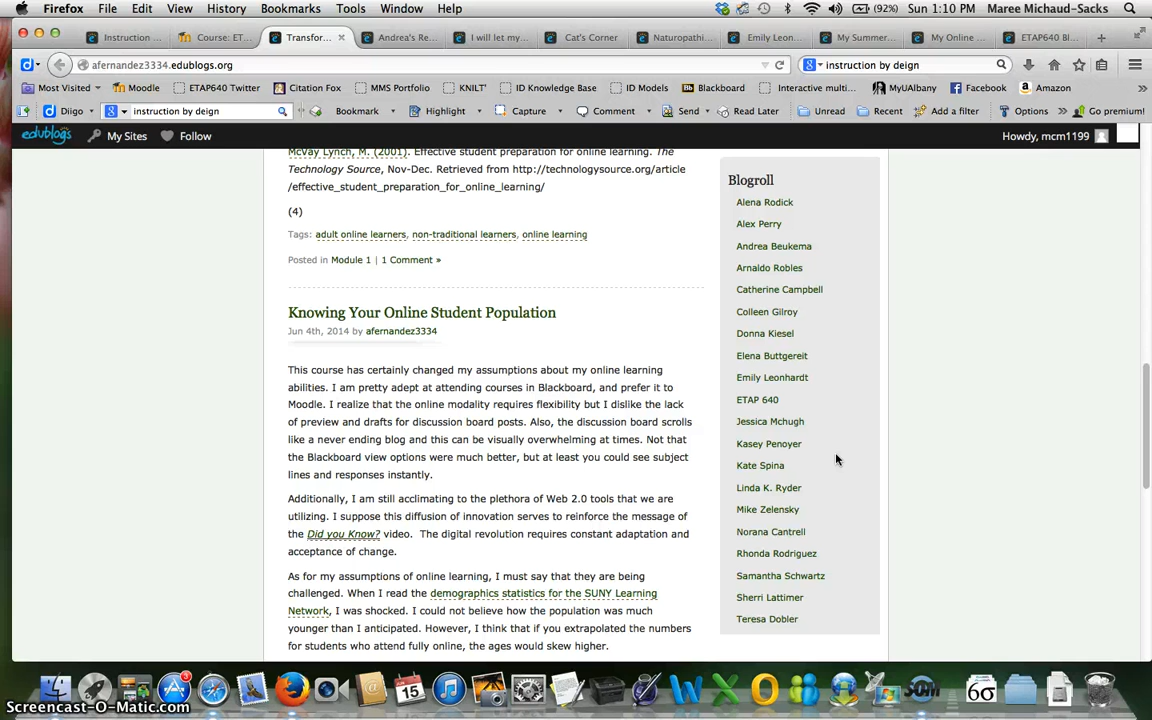 Firefox File Edit View History Bookmarks Tools Window Help (92%) Sun 1:10 PM Maree Michaud-Sacks
Instruction ... Course: ET... Transfor... Andrea's Re... I will let my... Cat's Corner Naturopathi... Emily Leon... My Summer... My Online ... ETAP640 Bl...
afernandez3334.edublogs.org instruction by deign
Most Visited Moodle ETAP640 Twitter Citation Fox MMS Portfolio KNILT' ID Knowledge Base ID Models Blackboard Interactive multi... MyUAlbany Facebook Amazon
Diigo instruction by deign Bookmark Highlight Capture Comment Send Read Later Unread Recent Add a filter Options Go premium!
edublogs My Sites Follow Howdy, mcm1199
McVay Lynch, M. (2001). Effective student preparation for online learning. The
Technology Source, Nov-Dec. Retrieved from http://technologysource.org/article
/effective_student_preparation_for_online_learning/
(4)
Tags: adult online learners, non-traditional learners, online learning
Posted in Module 1 | 1 Comment »
Knowing Your Online Student Population
Jun 4th, 2014 by afernandez3334
This course has certainly changed my assumptions about my online learning
abilities. I am pretty adept at attending courses in Blackboard, and prefer it to
Moodle. I realize that the online modality requires flexibility but I dislike the lack
of preview and drafts for discussion board posts. Also, the discussion board scrolls
like a never ending blog and this can be visually overwhelming at times. Not that
the Blackboard view options were much better, but at least you could see subject
lines and responses instantly.
Additionally, I am still acclimating to the plethora of Web 2.0 tools that we are
utilizing. I suppose this diffusion of innovation serves to reinforce the message of
the Did you Know? video. The digital revolution requires constant adaptation and
acceptance of change.
As for my assumptions of online learning, I must say that they are being
challenged. When I read the demographics statistics for the SUNY Learning
Network, I was shocked. I could not believe how the population was much
younger than I anticipated. However, I think that if you extrapolated the numbers
for students who attend fully online, the ages would skew higher.
Blogroll
Alena Rodick
Alex Perry
Andrea Beukema
Arnaldo Robles
Catherine Campbell
Colleen Gilroy
Donna Kiesel
Elena Buttgereit
Emily Leonhardt
ETAP 640
Jessica Mchugh
Kasey Penoyer
Kate Spina
Linda K. Ryder
Mike Zelensky
Norana Cantrell
Rhonda Rodriguez
Samantha Schwartz
Sherri Lattimer
Teresa Dobler
Screencast-O-Matic.com